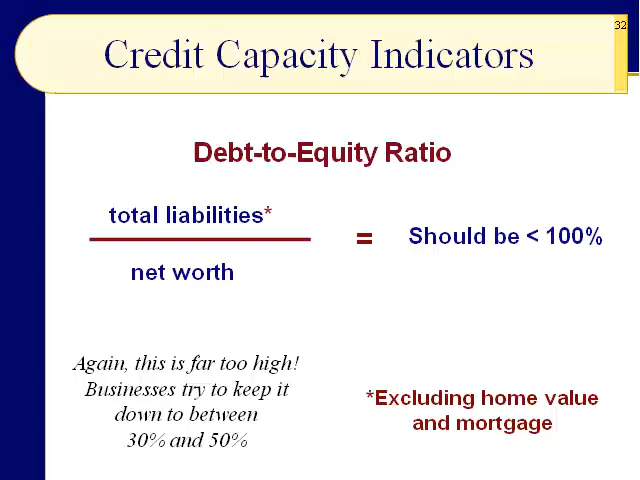 32
Credit Capacity Indicators
Debt-to-Equity Ratio
total liabilities*
net worth
= Should be < 100%
Again, this is far too high!
Businesses try to keep it
down to between
30% and 50%
*Excluding home value
and mortgage